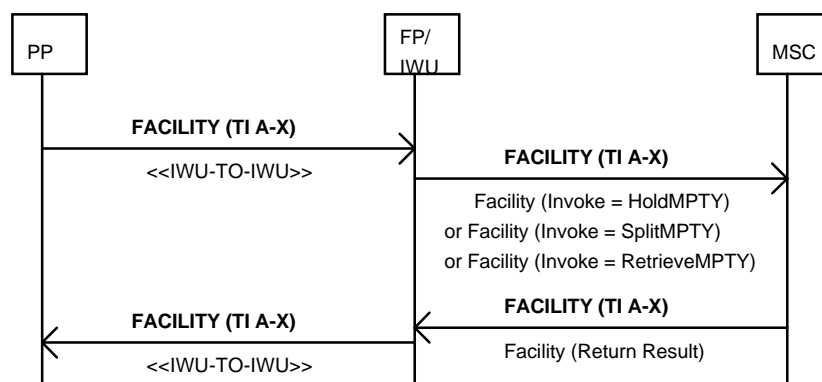 PP
FP/
IWU
MSC
FACILITY (TI A-X)
<<IWU-TO-IWU>>
FACILITY (TI A-X)
Facility (Invoke = HoldMPTY)
or Facility (Invoke = SplitMPTY)
or Facility (Invoke = RetrieveMPTY)
FACILITY (TI A-X)
Facility (Return Result)
FACILITY (TI A-X)
<<IWU-TO-IWU>>